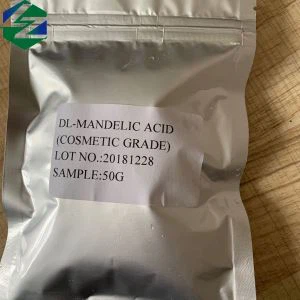 DL-MANDELIC ACID
(COSMETIC GRADE)
LOT NO.:20181228
SAMPLE:50G